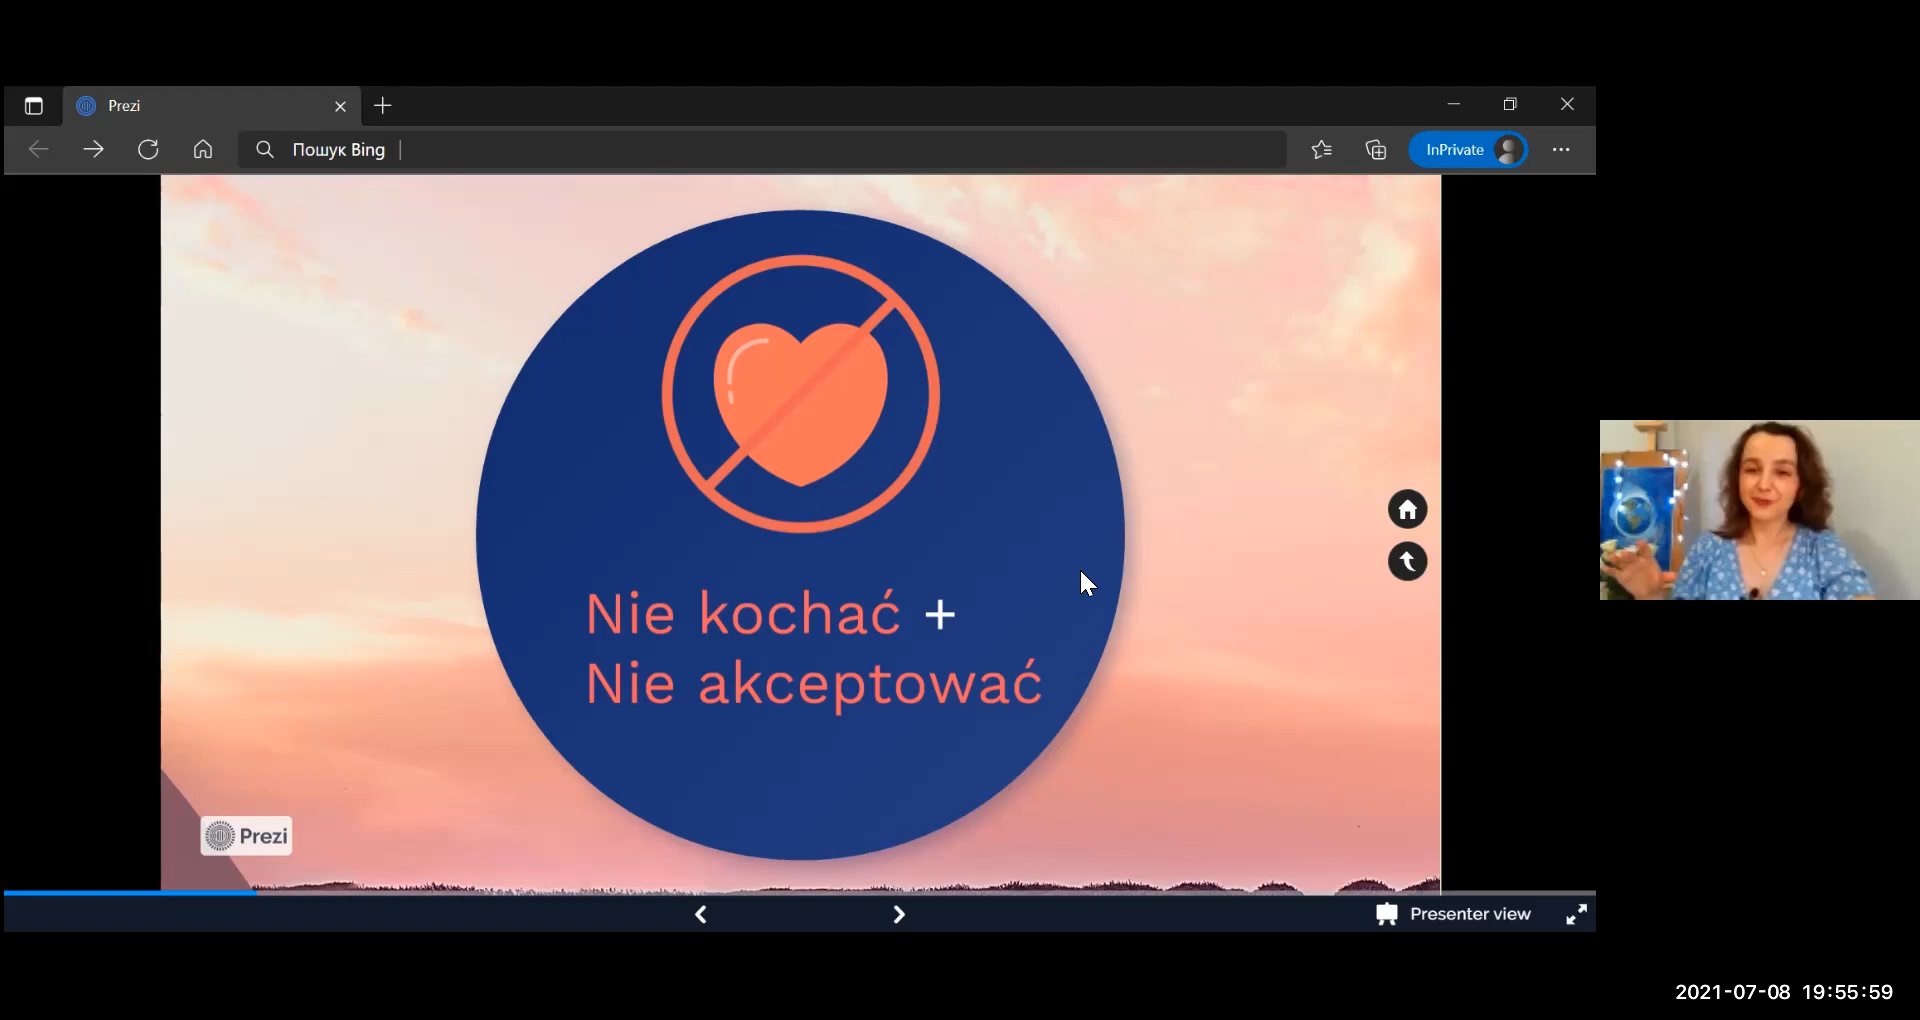 Prezi
Пошук Bing
InPrivate
Nie kochać +
Nie akceptować
Prezi
Presenter view
2021-07-08 19:55:59